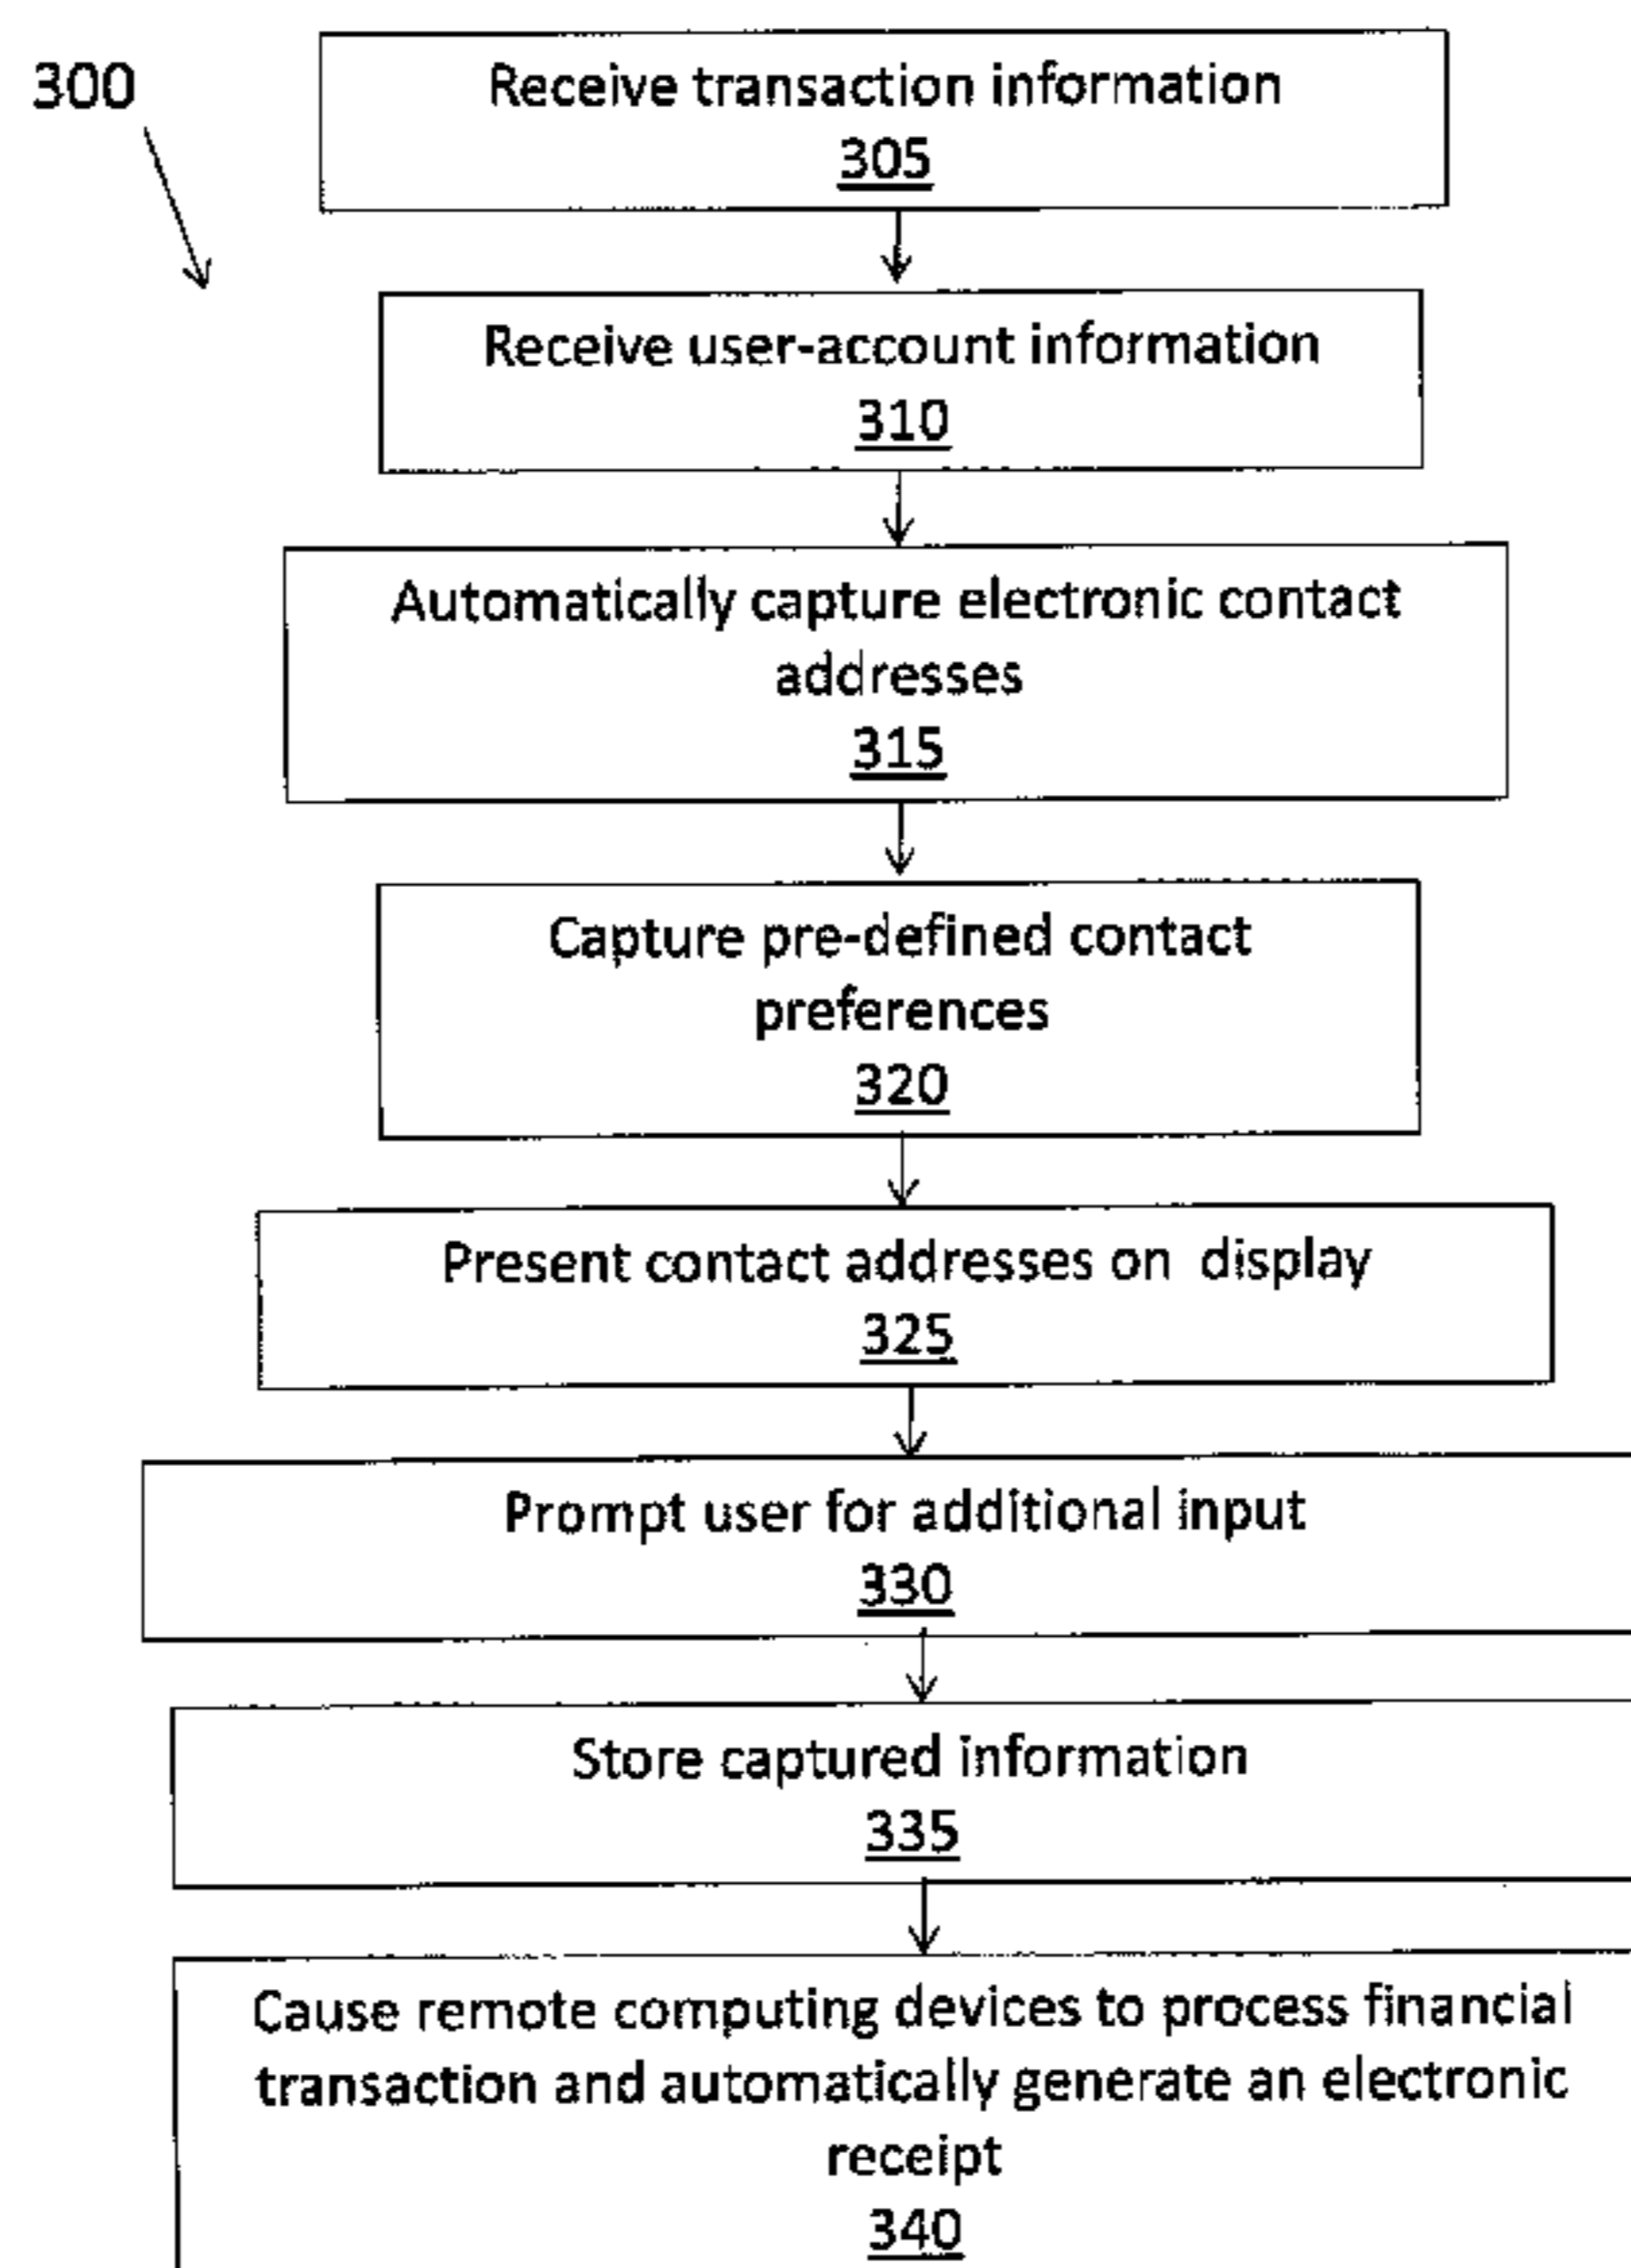 300
Receive transaction information
305
Receive user-account information
310
Automatically capture electronic contact
addresses
315
Capture pre-defined contact
preferences
320
Present contact addresses on display
325
Prompt user for additional input
330
Store captured information
335
Cause remote computing devices to process financial
transaction and automatically generate an electronic
receipt
340